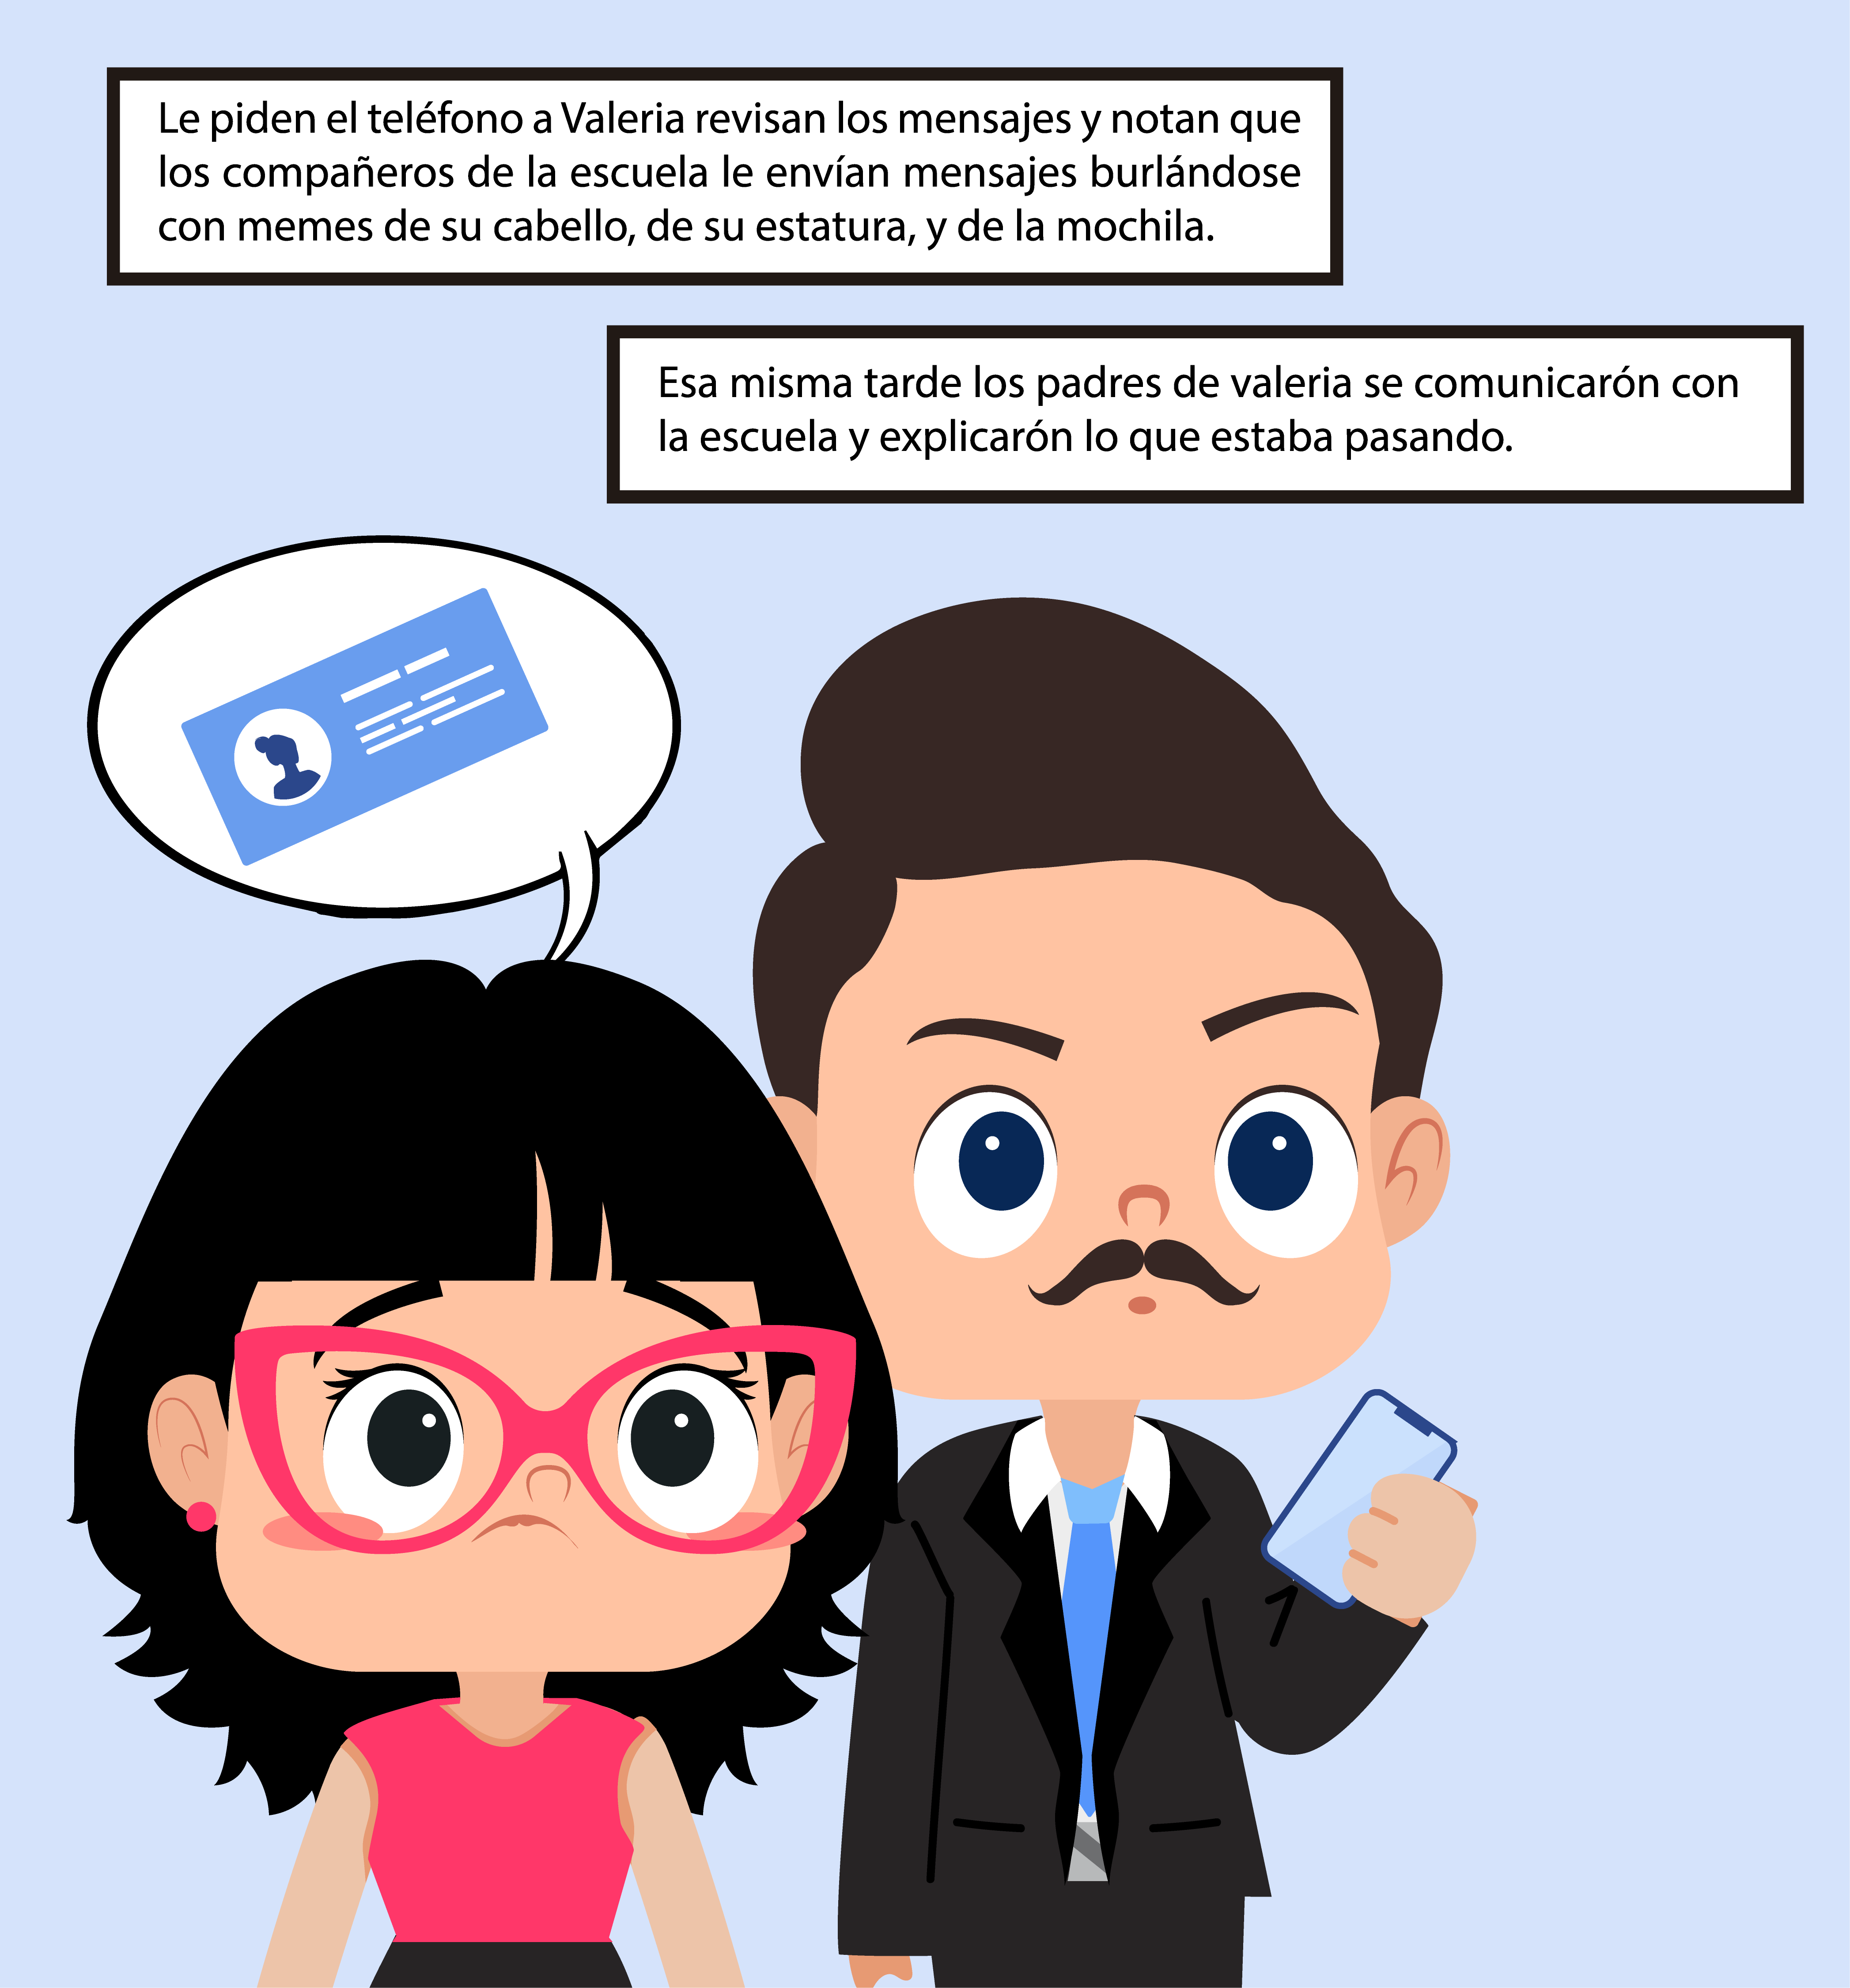 Le piden el teléfono a Valeria revisan los mensajes y notan que
los compañeros de la escuela le envían mensajes burlándose
con memes de su cabello, de su estatura, y de la mochila.
Esa misma tarde los padres de valeria se comunicarón con
la escuela y explicarón lo que estaba pasando.